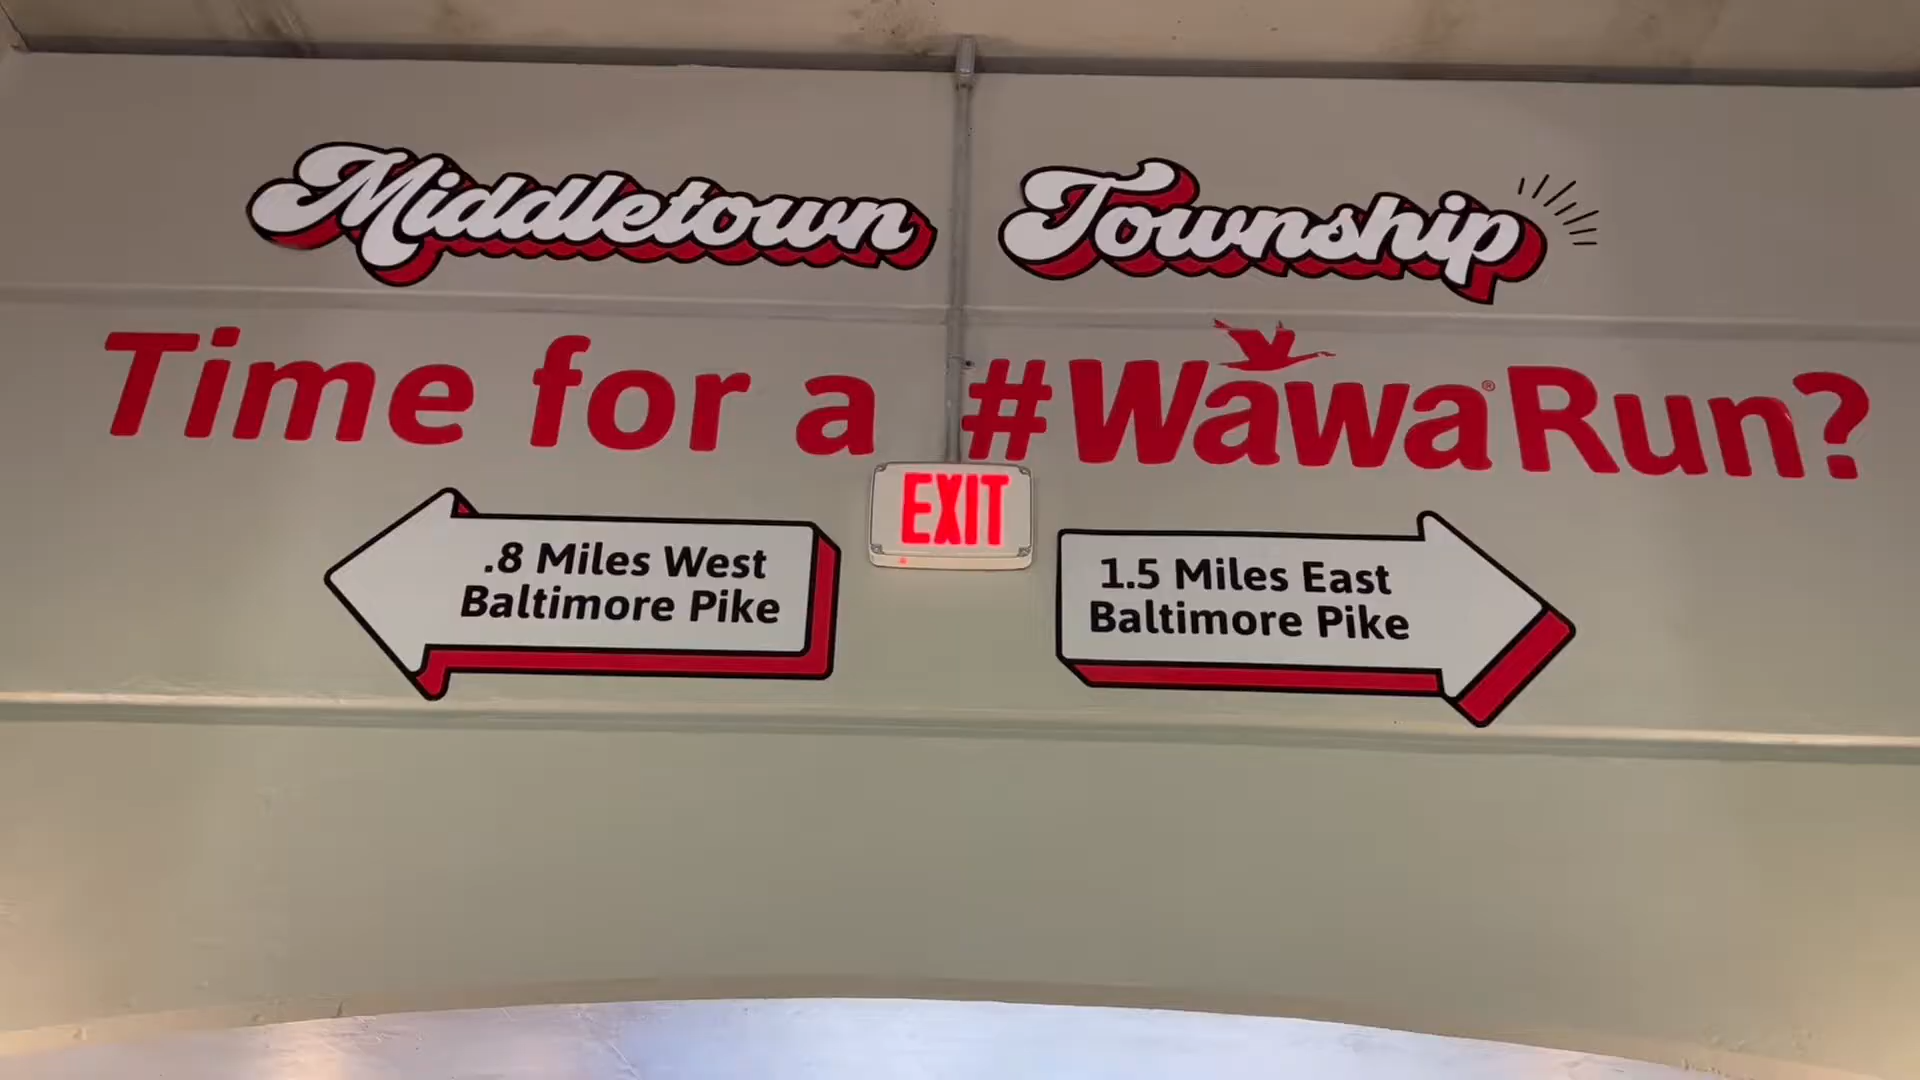 Middletown Township
Time for a #Wawa® Run?
EXIT
.8 Miles West
Baltimore Pike
1.5 Miles East
Baltimore Pike